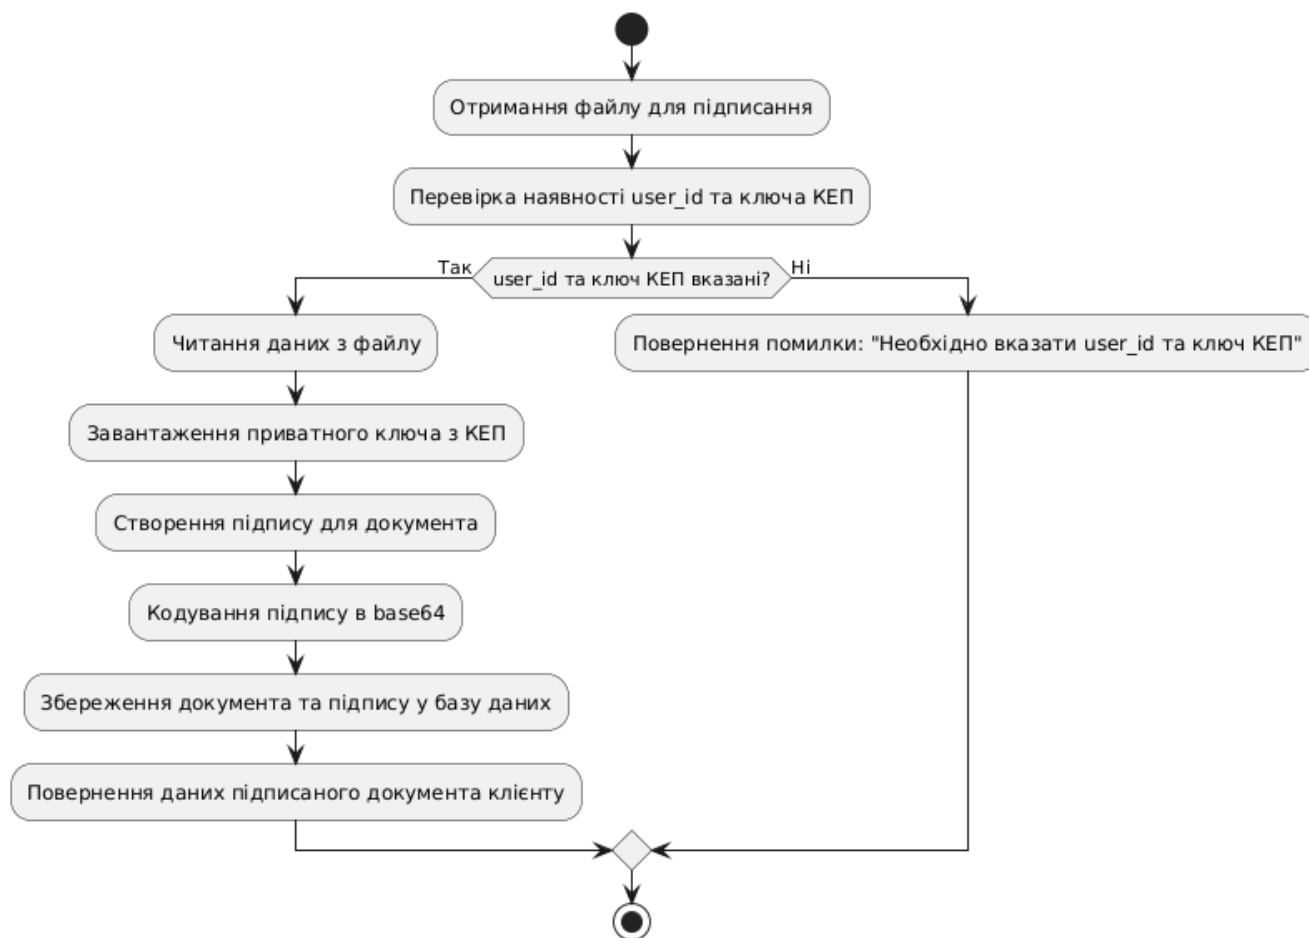 Отримання файлу для підписання
Перевірка наявності user_id та ключа КЕП
user_id та ключ КЕП вказані?
Так
Ні
Читання даних з файлу
Повернення помилки: "Необхідно вказати user_id та ключ КЕП"
Завантаження приватного ключа з КЕП
Створення підпису для документа
Кодування підпису в base64
Збереження документа та підпису у базу даних
Повернення даних підписаного документа клієнту